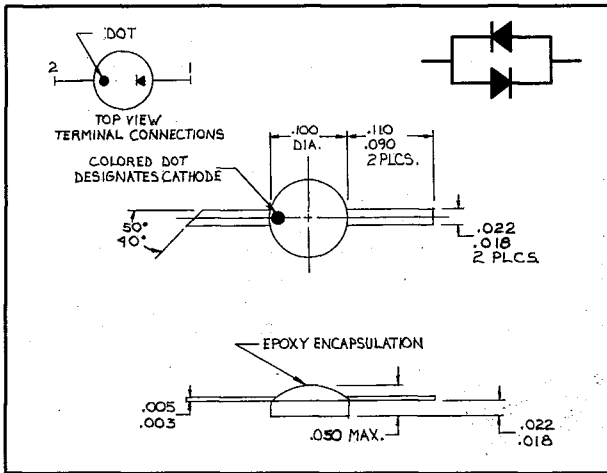 DOT
2
1
TOP VIEW
TERMINAL CONNECTIONS
COLORED DOT
DESIGNATES CATHODE
.100
DIA.
.110
.090
2 PLCS.
50°
40°
.022
.018
2 PLCS.
EPOXY ENCAPSULATION
.005
.003
.050 MAX.
.022
.018